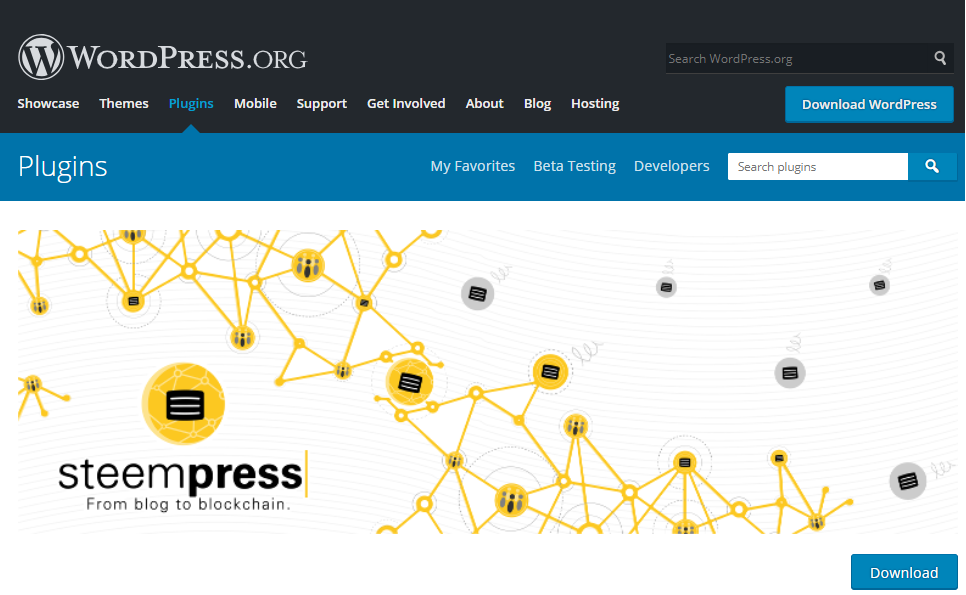 WORDPRESS.ORG
Search WordPress.org
Showcase Themes Plugins Mobile Support Get Involved About Blog Hosting
Download WordPress
Plugins
My Favorites Beta Testing Developers
Search plugins
steempress
From blog to blockchain.
Download